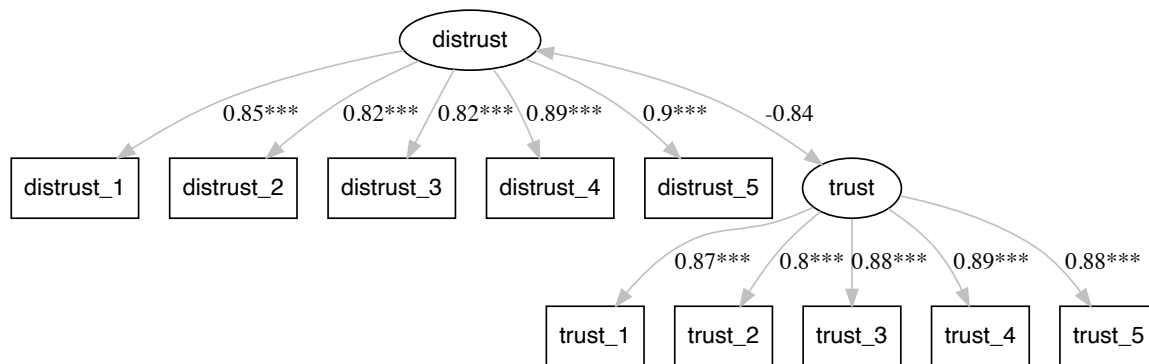 distrust
0.85***
0.82***
0.82***
0.89***
0.9***
-0.84
distrust_1
distrust_2
distrust_3
distrust_4
distrust_5
trust
0.87***
0.8***
0.88***
0.89***
0.88***
trust_1
trust_2
trust_3
trust_4
trust_5